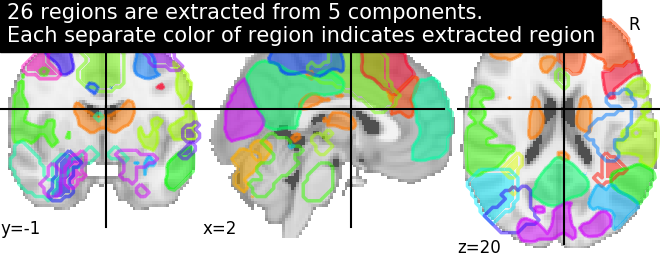 26 regions are extracted from 5 components.
Each separate color of region indicates extracted region
R
y=-1
x=2
z=20